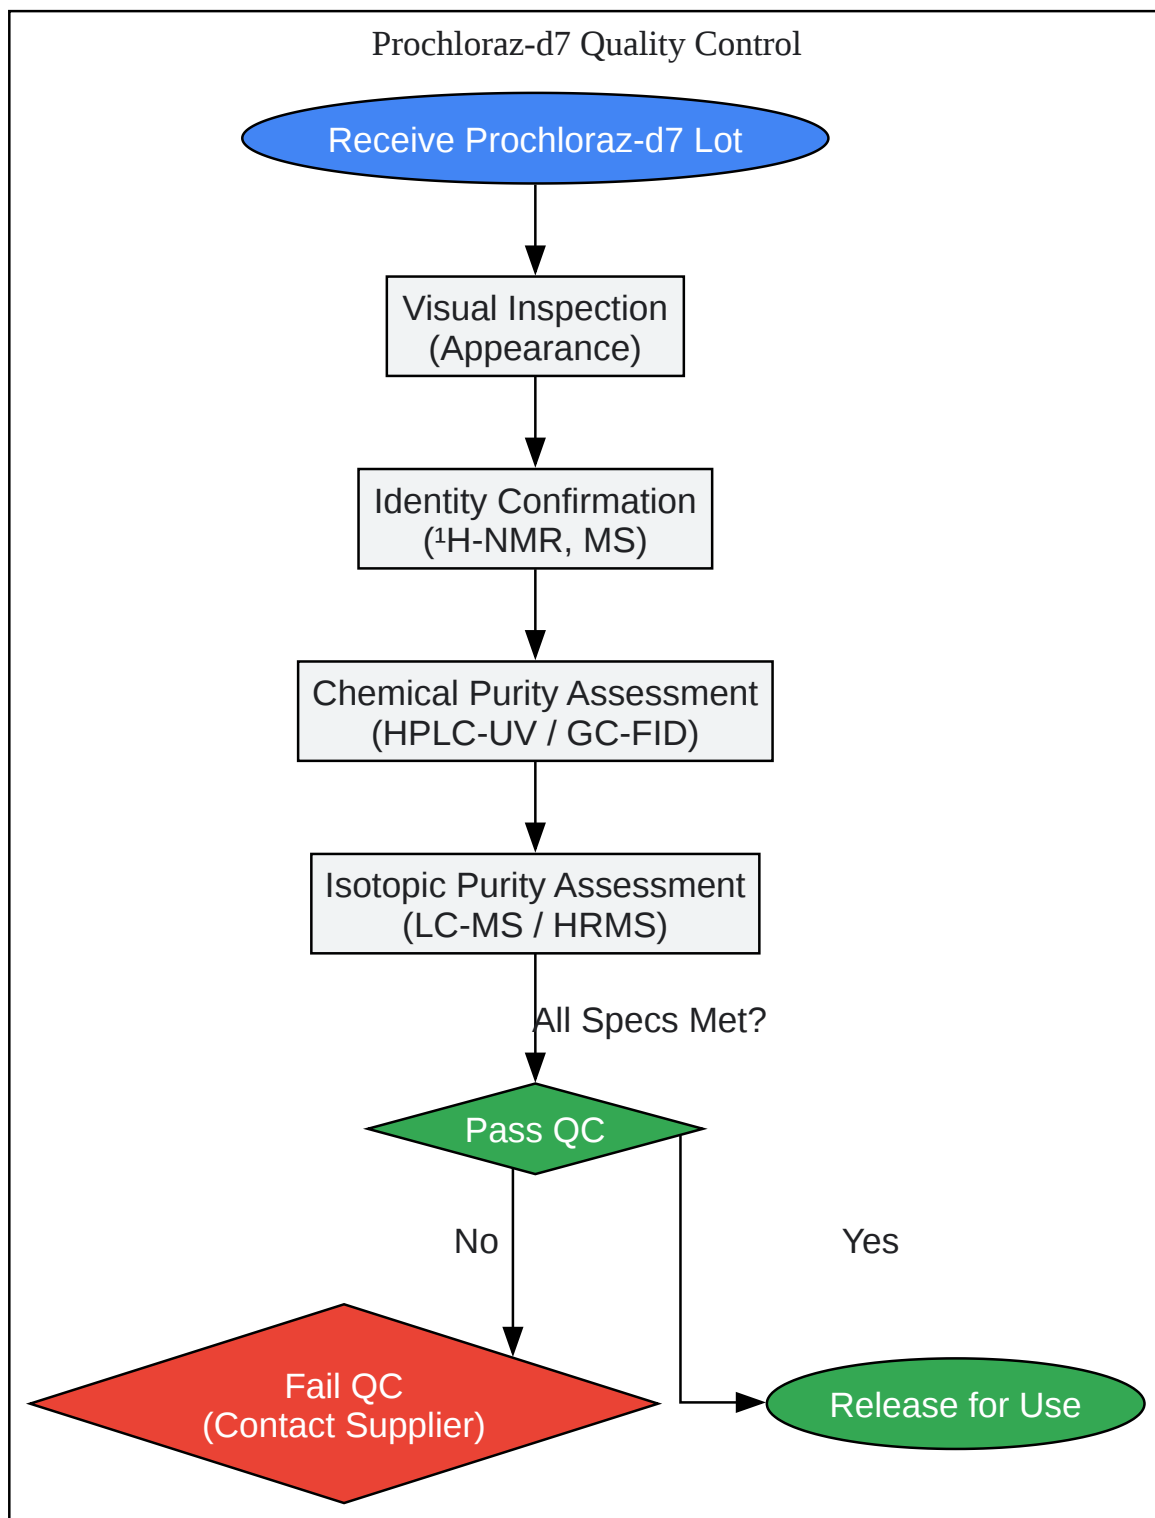 Prochloraz-d7 Quality Control
Receive Prochloraz-d7 Lot
Visual Inspection
(Appearance)
Identity Confirmation
(¹H-NMR, MS)
Chemical Purity Assessment
(HPLC-UV / GC-FID)
Isotopic Purity Assessment
(LC-MS / HRMS)
All Specs Met?
Pass QC
No
Yes
Fail QC
(Contact Supplier)
Release for Use